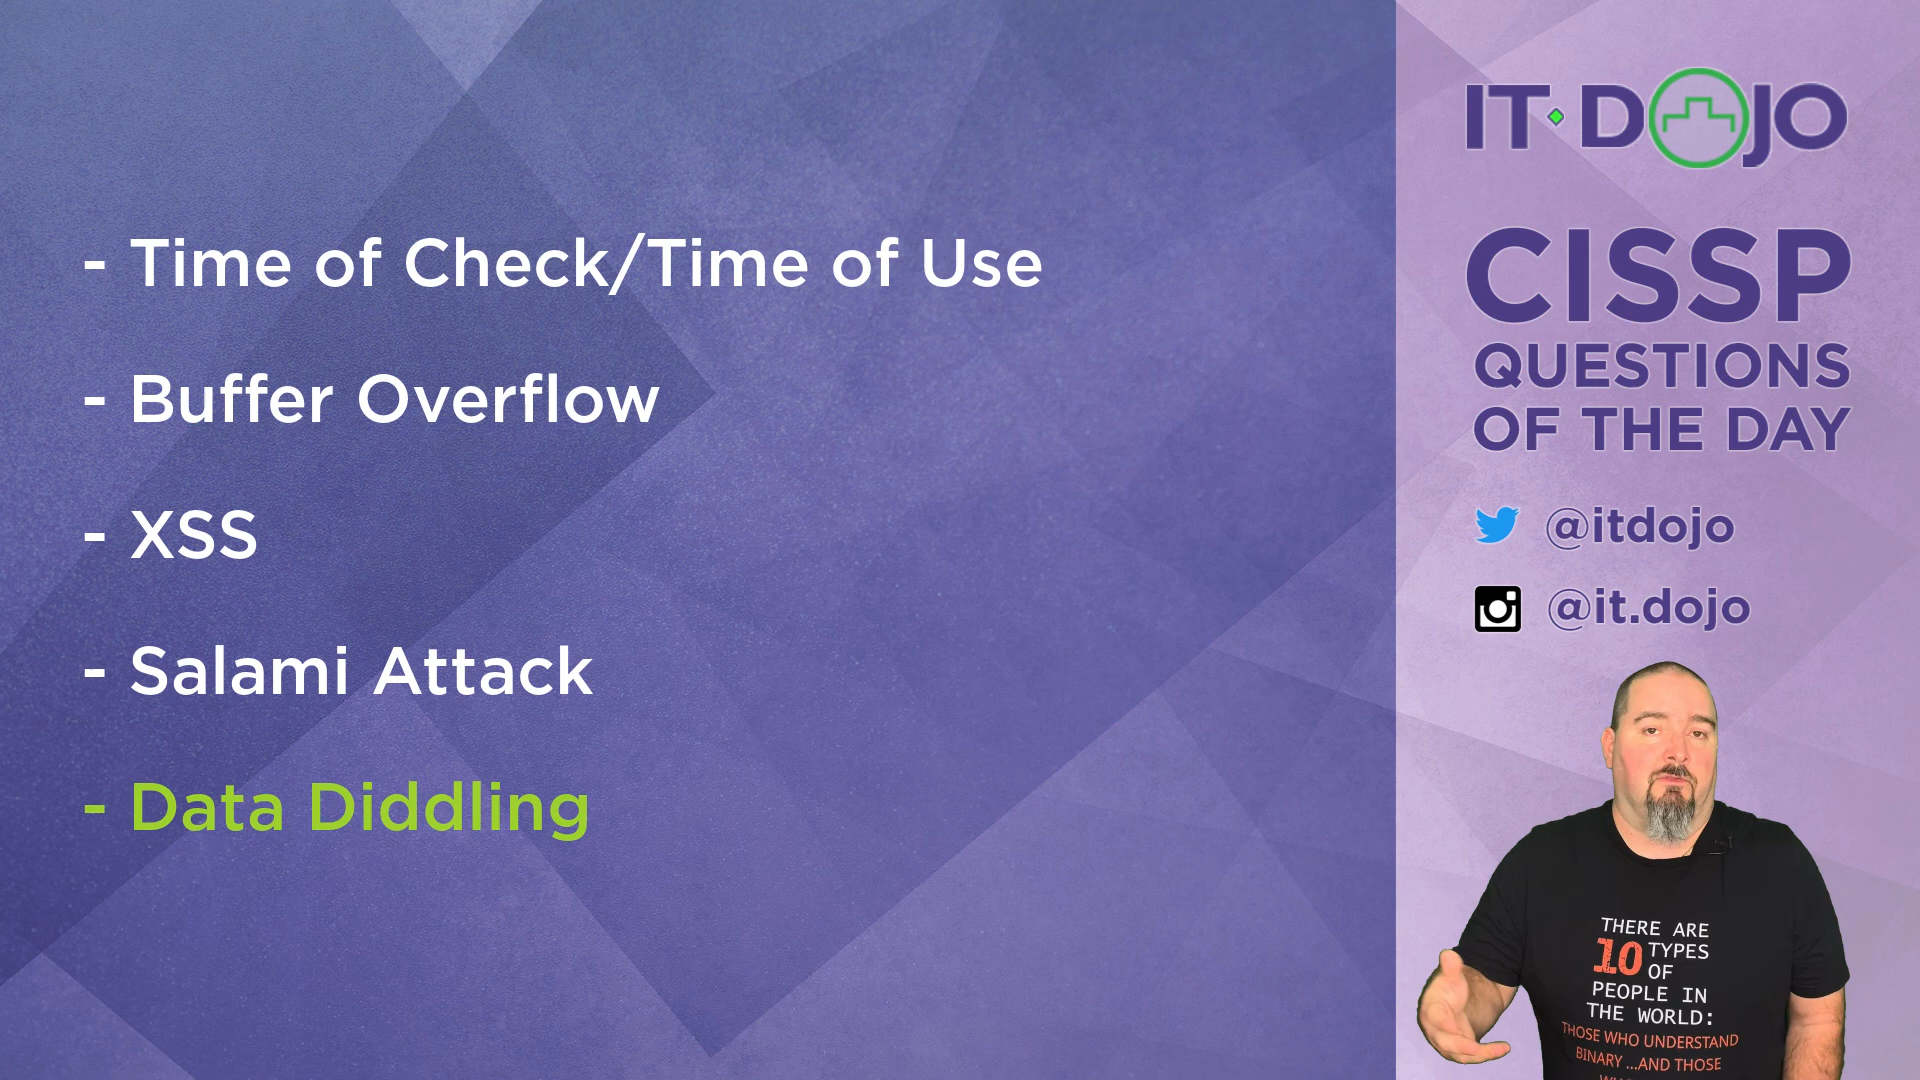 - Time of Check/Time of Use
- Buffer Overflow
- XSS
- Salami Attack
- Data Diddling
IT DOJO
CISSP
QUESTIONS
OF THE DAY
@itdojo
@it.dojo
THERE ARE
10 TYPES
OF
PEOPLE IN
THE WORLD:
THOSE WHO UNDERSTAND
BINARY ...AND THOSE